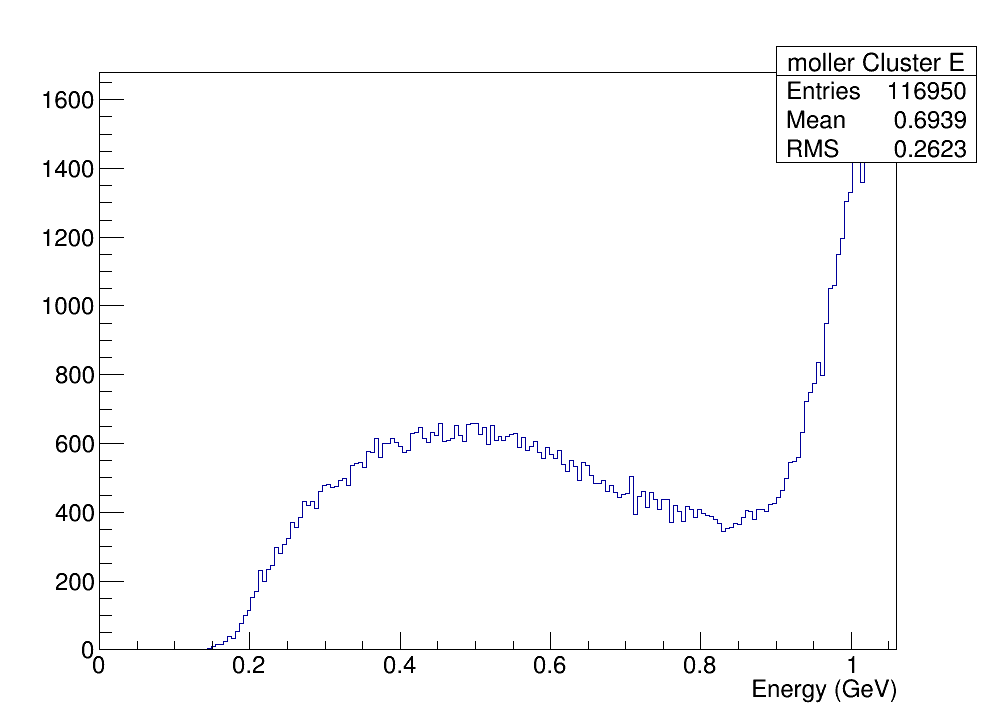 moller Cluster E
Entries 116950
Mean 0.6939
RMS 0.2623
1600
1400
1200
1000
800
600
400
200
0
0 0.2 0.4 0.6 0.8 1
Energy (GeV)